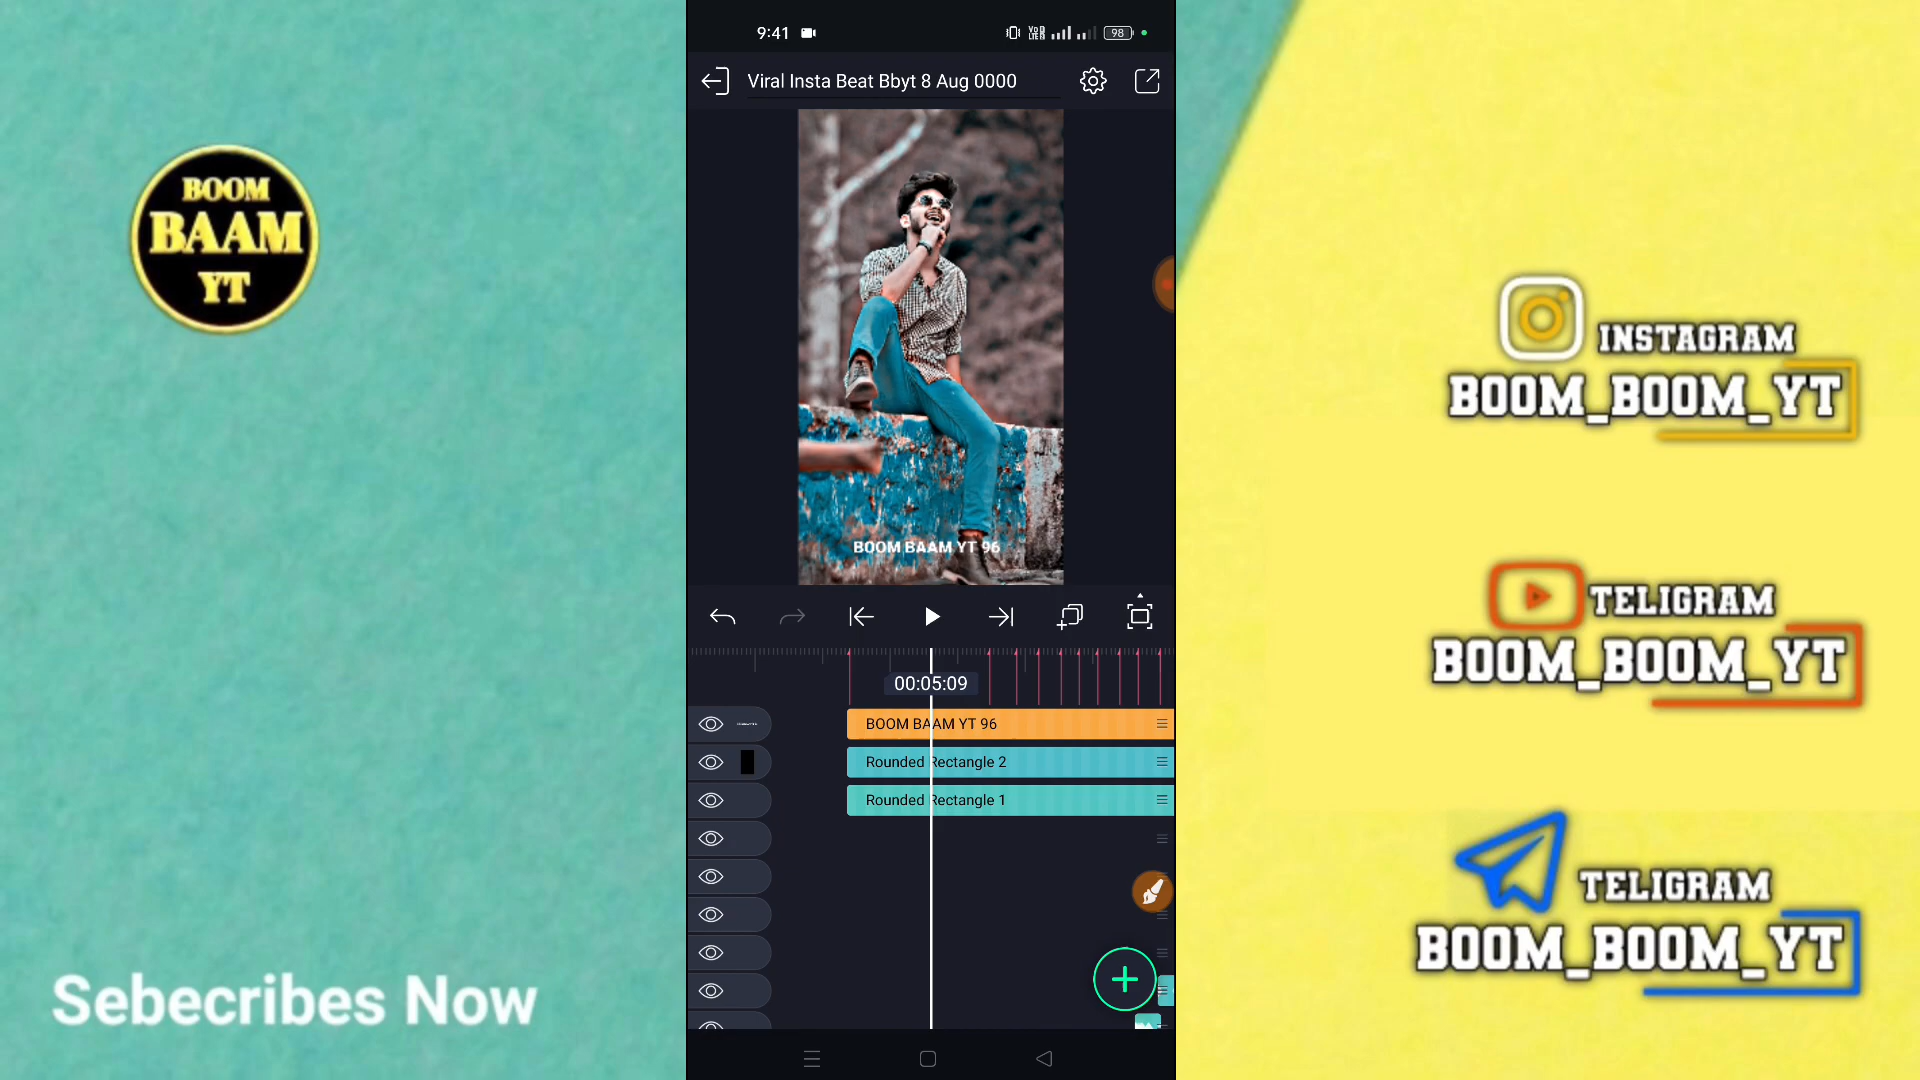 BOOM
BAAM
YT
Sebecribes Now
9:41
Vo LTE
98
Viral Insta Beat Bbyt 8 Aug 0000
BOOM BAAM YT 96
00:05:09
BOOM BAAM YT 96
Rounded Rectangle 2
Rounded Rectangle 1
INSTAGRAM
BOOM_BOOM_YT
TELIGRAM
BOOM_BOOM_YT
TELIGRAM
BOOM_BOOM_YT